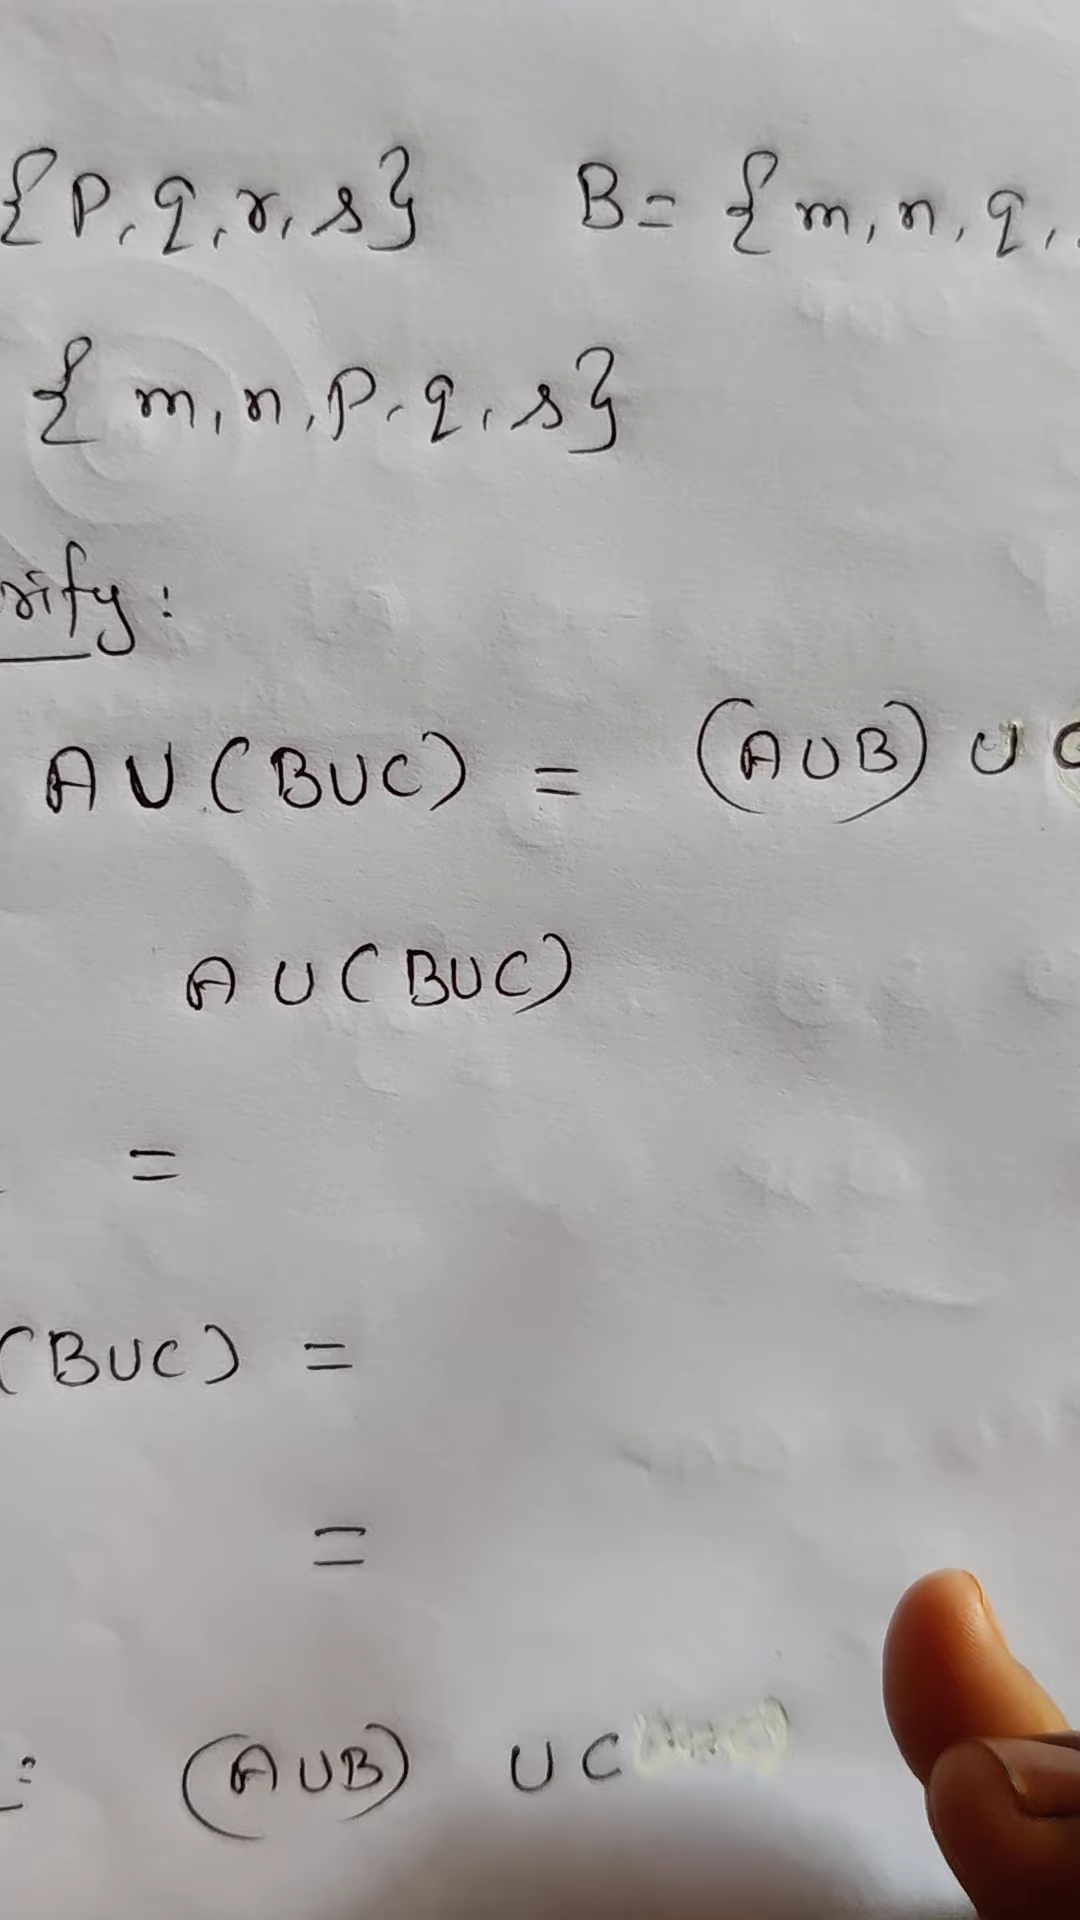 {p, q, r, s} B = {m, n, q,
{m, n, p, q, s}
rify:
A U (B U C) = (A U B) U C
A U (B U C)
=
(B U C) =
=
: (A U B) U C